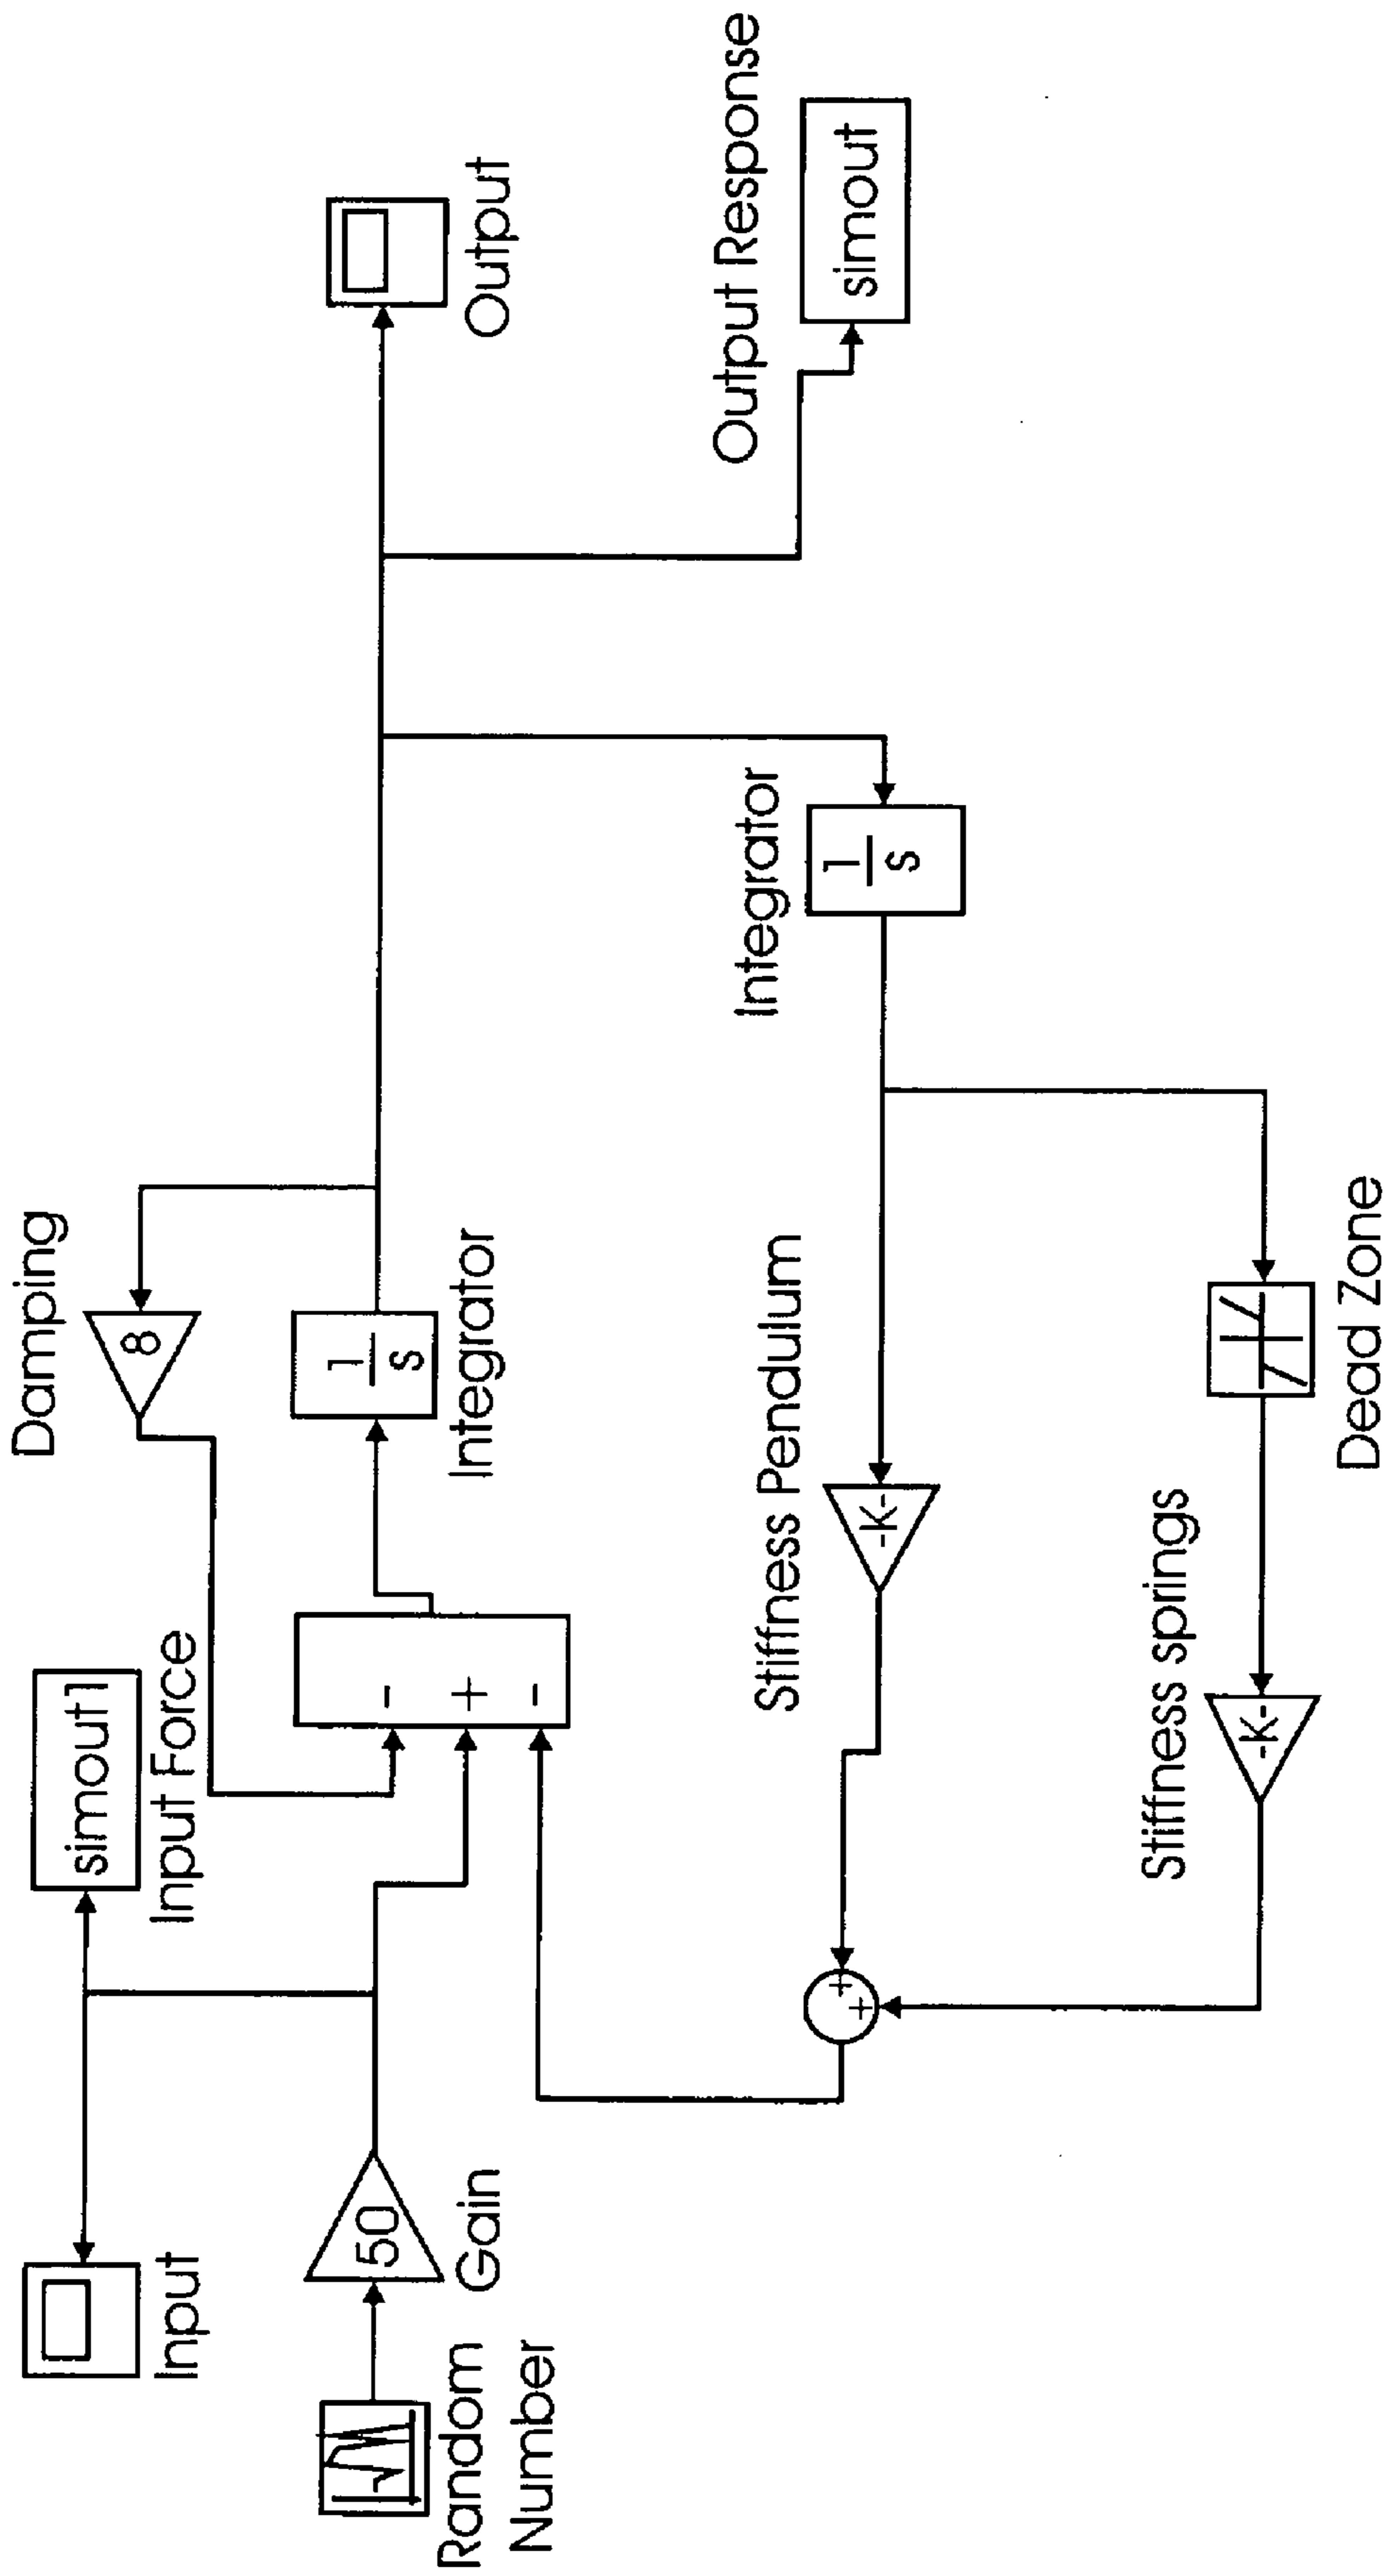 Input
simout1
Input Force
Damping
8
Random
Number
50
Gain
-
+
-
1
s
Integrator
Output
Output Response
simout
Integrator
1
s
Stiffness Pendulum
-K-
+
+
Stiffness springs
-K-
Dead Zone